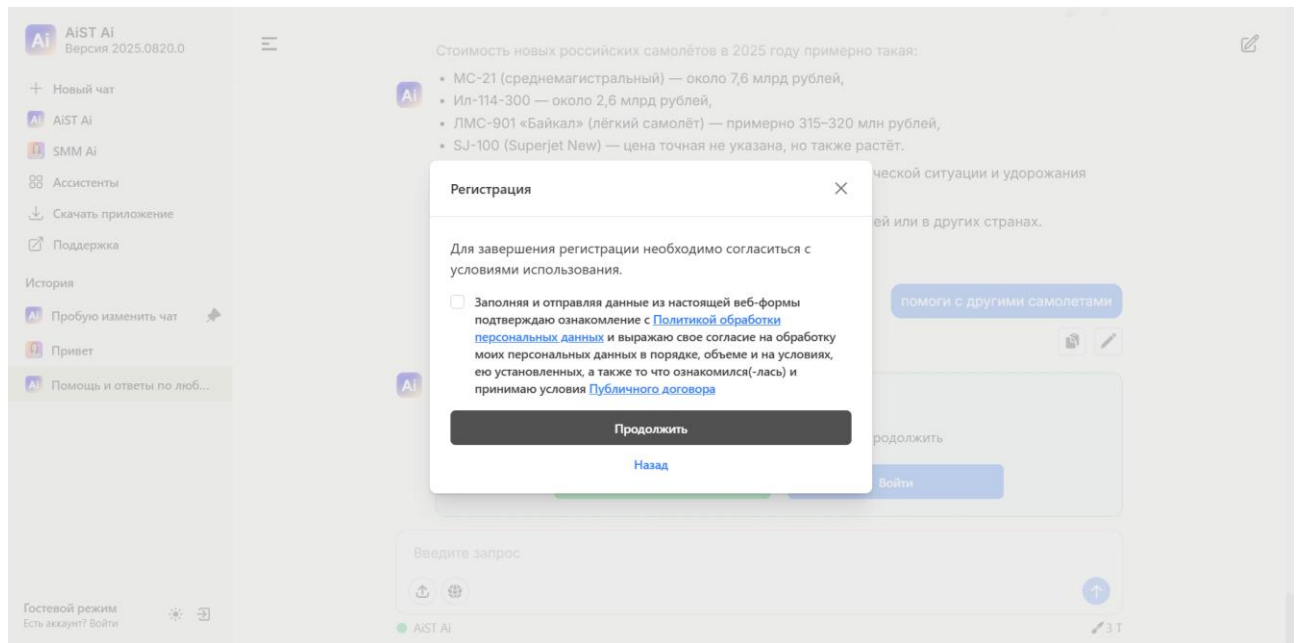 AiST Ai
Версия 2025.0820.0
Новый чат
AiST Ai
SMM Ai
Ассистенты
Скачать приложение
Поддержка
История
Пробую изменить чат
Привет
Помощь и ответы по люб...
Гостевой режим
Есть аккаунт? Войти
Стоимость новых российских самолётов в 2025 году примерно такая:
• МС-21 (среднемагистральный) — около 7,6 млрд рублей,
• Ил-114-300 — около 2,6 млрд рублей,
• ЛМС-901 «Байкал» (лёгкий самолёт) — примерно 315–320 млн рублей,
• SJ-100 (Superjet New) — цена точная не указана, но также растёт.
ческой ситуации и удорожания
ей или в других странах.
помоги с другими самолетами
Регистрация
Для завершения регистрации необходимо согласиться с
условиями использования.
Заполняя и отправляя данные из настоящей веб-формы
подтверждаю ознакомление с Политикой обработки
персональных данных и выражаю свое согласие на обработку
моих персональных данных в порядке, объеме и на условиях,
ею установленных, а также то что ознакомился(-лась) и
принимаю условия Публичного договора
Продолжить
Назад
родолжить
Войти
Введите запрос
AiST Ai
3 T